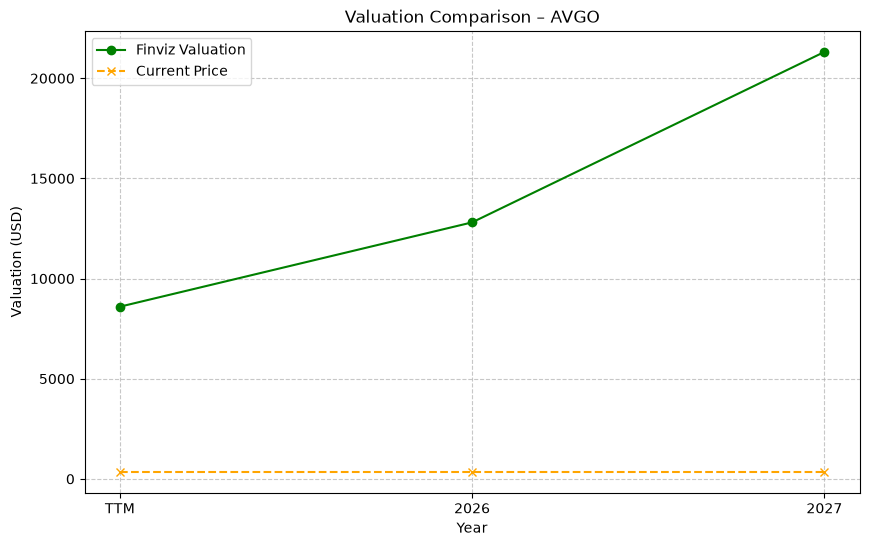 Valuation Comparison – AVGO
Finviz Valuation
Current Price
Valuation (USD)
20000
15000
10000
5000
0
TTM
2026
2027
Year